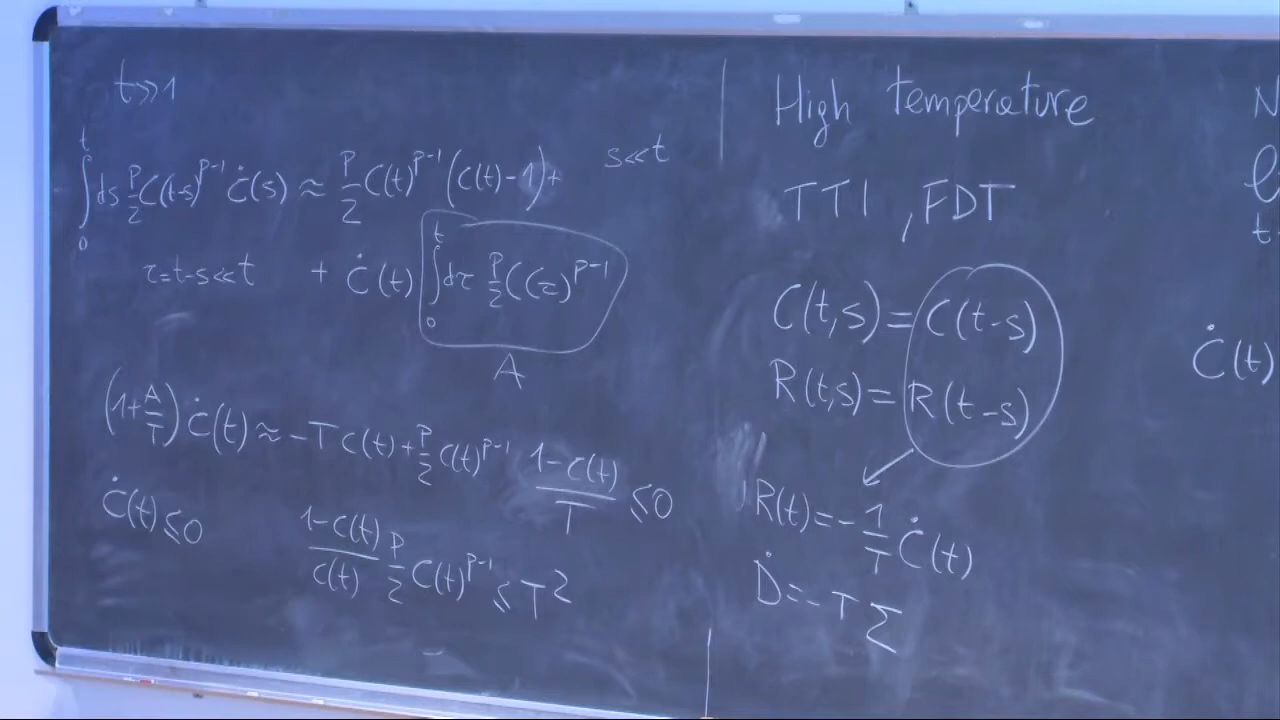 t≫1
∫₀ᵗ ds p/2 C(t-s)^{p-1} Ċ(s) ≈ p/2 C(t)^{p-1} (C(t)-1)+ s≪t
τ=t-s≪t + Ċ(t) ∫₀ᵗ dτ p/2 C(τ)^{p-1}
A
(1+A/T) Ċ(t) ≈ -T C(t) + p/2 C(t)^{p-1} (1-C(t))/T ≤0
Ċ(t) ≤0
(1-C(t))/C(t) p/2 C(t)^{p-1} ≤ T²
High temperature
TTI , FDT
C(t,s) = C(t-s)
R(t,s) = R(t-s)
R(t) = - 1/T Ċ(t)
Ḋ = - T Σ
N
t
Ċ(t)